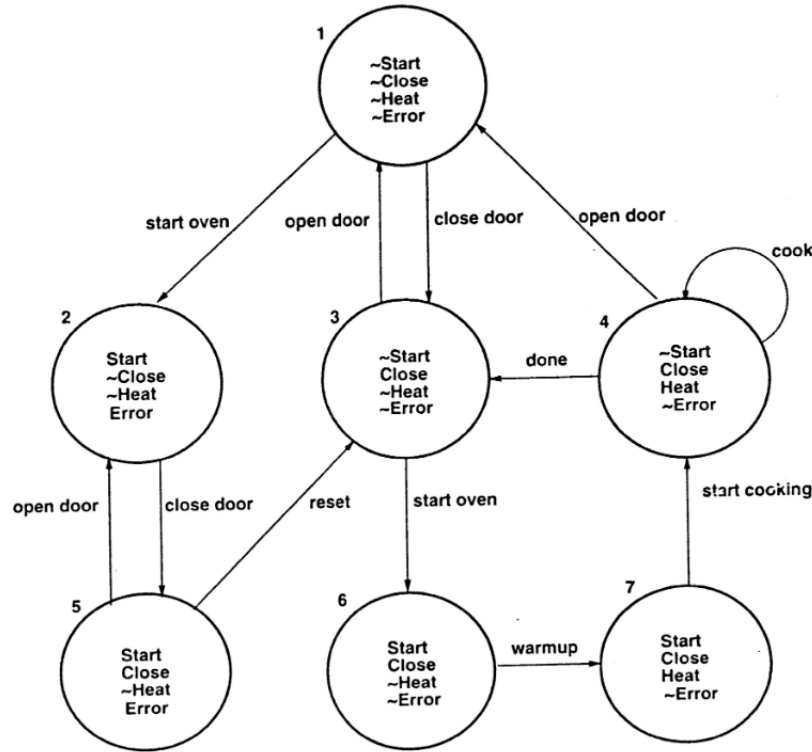 1
~Start
~Close
~Heat
~Error
start oven
open door
close door
open door
cook
2
Start
~Close
~Heat
Error
3
~Start
Close
~Heat
~Error
done
4
~Start
Close
Heat
~Error
open door
close door
reset
start oven
start cooking
5
Start
Close
~Heat
Error
6
Start
Close
~Heat
~Error
warmup
7
Start
Close
Heat
~Error